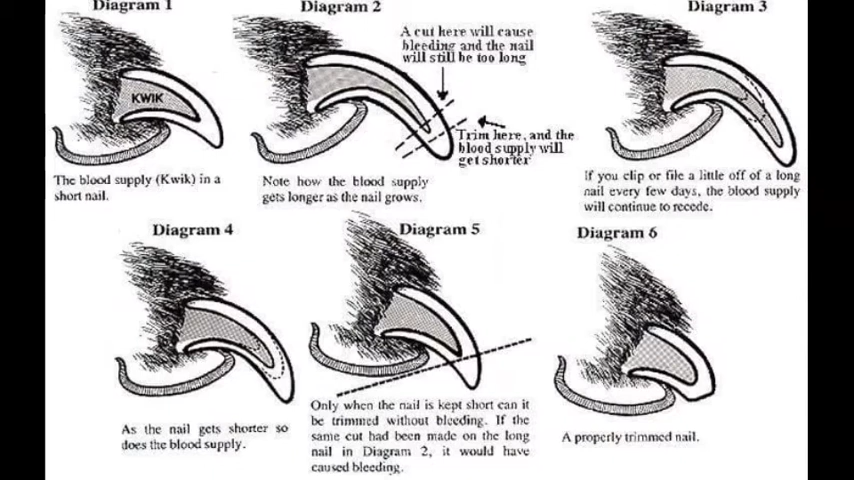 Diagram 1
KWIK
The blood supply (Kwik) in a
short nail.
Diagram 2
A cut here will cause
bleeding and the nail
will still be too long
Trim here, and the
blood supply will
get shorter
Note how the blood supply
gets longer as the nail grows.
Diagram 3
If you clip or file a little off of a long
nail every few days, the blood supply
will continue to recede.
Diagram 4
As the nail gets shorter so
does the blood supply.
Diagram 5
Only when the nail is kept short can it
be trimmed without bleeding. If the
same cut had been made on the long
nail in Diagram 2, it would have
caused bleeding.
Diagram 6
A properly trimmed nail.